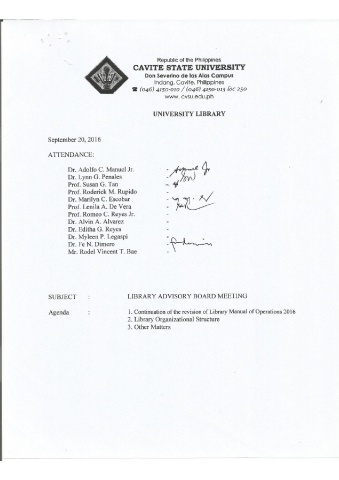 Republic of the Philippines
CAVITE STATE UNIVERSITY
Don Severino de las Alas Campus
Indang, Cavite, Philippines
☎ (046) 4150-010 / (046) 4150-013 loc 250
www.cvsu.edu.ph
UNIVERSITY LIBRARY
September 20, 2016
ATTENDANCE:
Dr. Adolfo C. Manuel Jr. -
Dr. Lynn G. Penales -
Prof. Susan G. Tan -
Prof. Roderick M. Rupido -
Dr. Marilyn C. Escobar -
Prof. Lenila A. De Vera -
Prof. Romeo C. Reyes Jr. -
Dr. Alvin A. Alvarez -
Dr. Editha G. Reyes -
Dr. Myleen P. Legaspi -
Dr. Fe N. Dimero -
Mr. Rodel Vincent T. Bae -
SUBJECT : LIBRARY ADVISORY BOARD MEETING
Agenda : 1. Continuation of the revision of Library Manual of Operations 2016
2. Library Organizational Structure
3. Other Matters